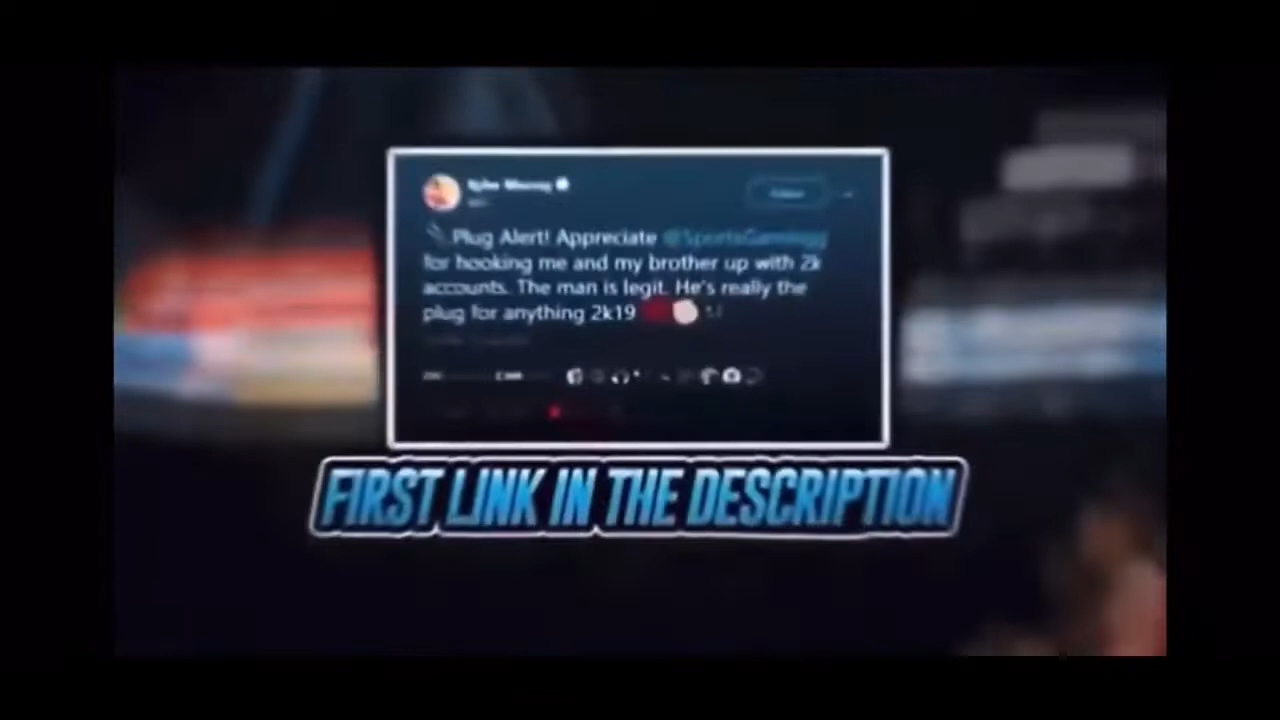 Plug Alert! Appreciate @SportsGamingg
for hooking me and my brother up with 2k
accounts. The man is legit. He's really the
plug for anything 2k19
FIRST LINK IN THE DESCRIPTION